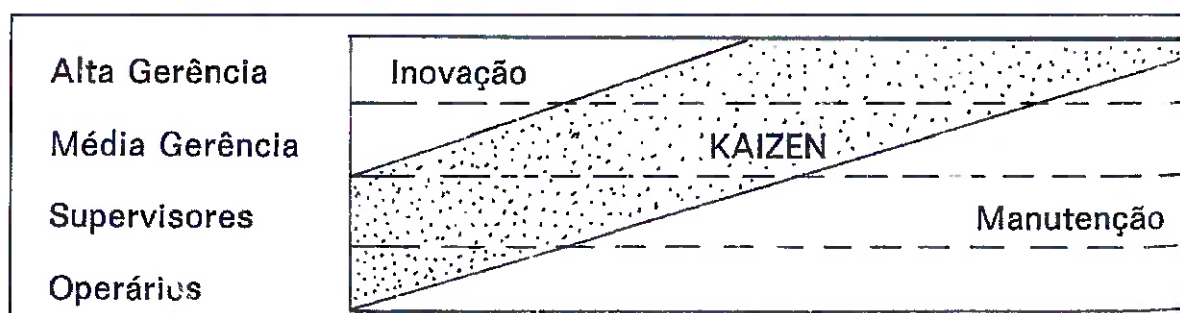 Alta Gerência
Inovação
Média Gerência
KAIZEN
Supervisores
Manutenção
Operários